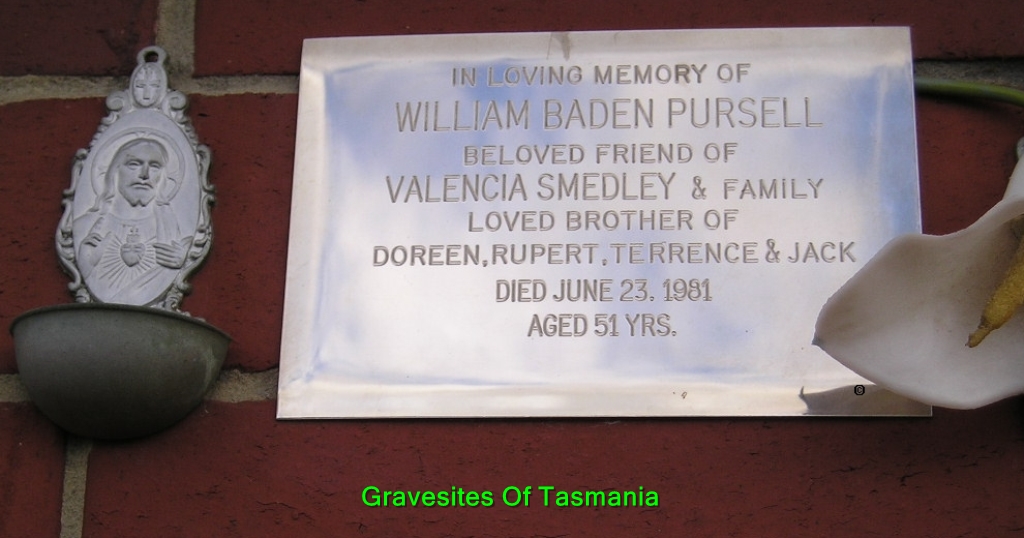 IN LOVING MEMORY OF
WILLIAM BADEN PURSELL
BELOVED FRIEND OF
VALENCIA SMEDLEY & FAMILY
LOVED BROTHER OF
DOREEN, RUPERT, TERRENCE & JACK
DIED JUNE 23. 1981
AGED 51 YRS.
©
Gravesites Of Tasmania